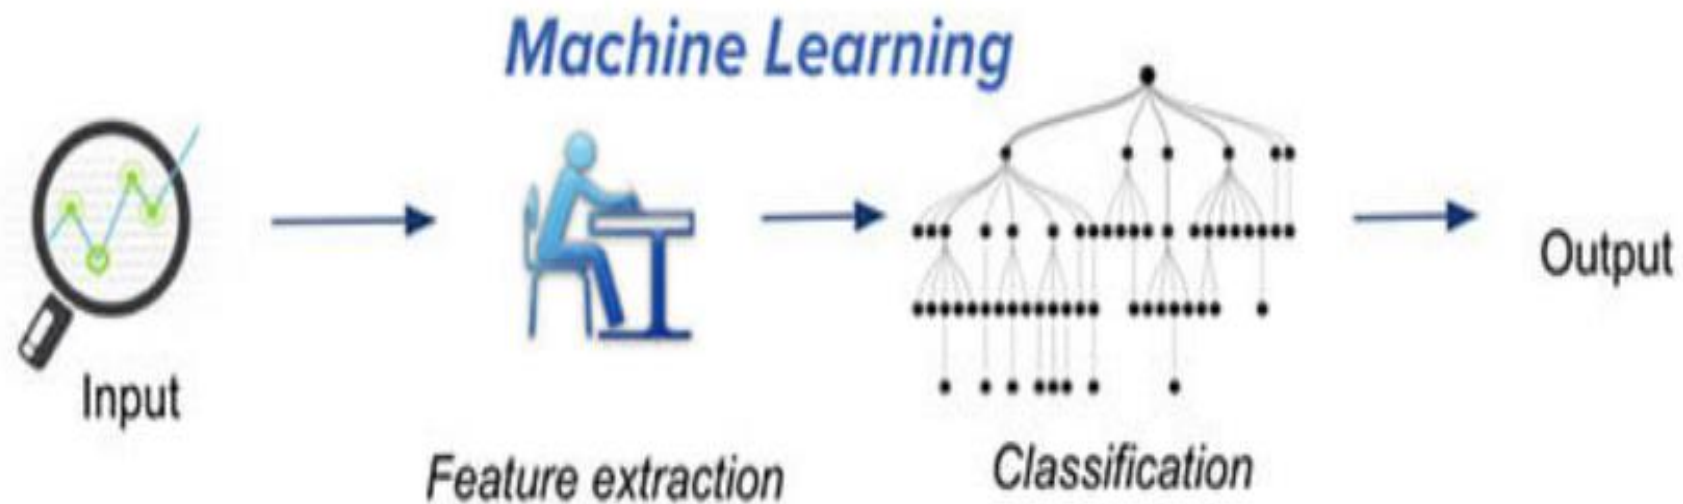 Machine Learning
Input
Feature extraction
Classification
Output